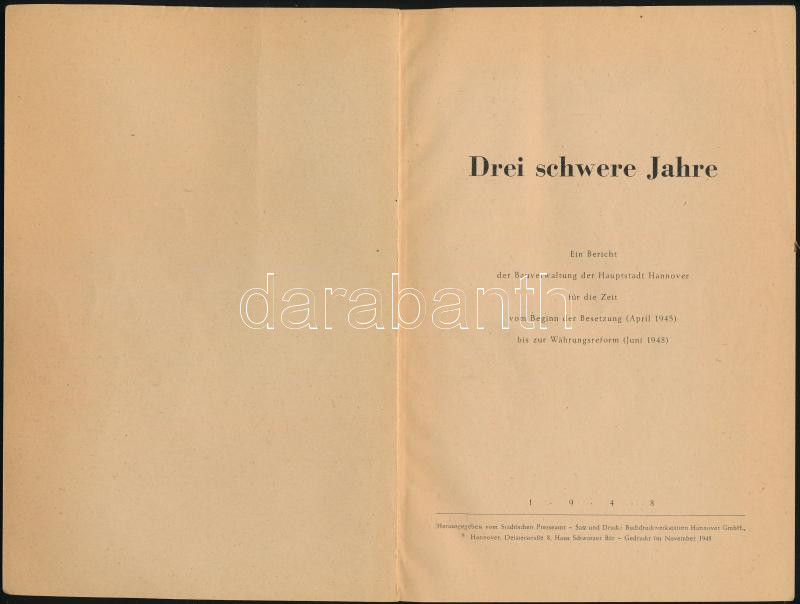 Drei schwere Jahre
Ein Bericht
der Bauverwaltung der Hauptstadt Hannover
für die Zeit
vom Beginn der Besetzung (April 1945)
bis zur Währungsreform (Juni 1948)
darabanth
1 9 4 8
Herausgegeben vom Städtischen Presseamt – Satz und Druck: Buchdruckwerkstätten Hannover GmbH.,
Hannover, Deisterstraße 8, Haus Schwarzer Bär – Gedruckt im November 1948